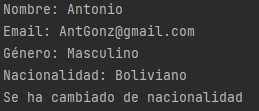 Nombre: Antonio
Email: AntGonz@gmail.com
Género: Masculino
Nacionalidad: Boliviano
Se ha cambiado de nacionalidad